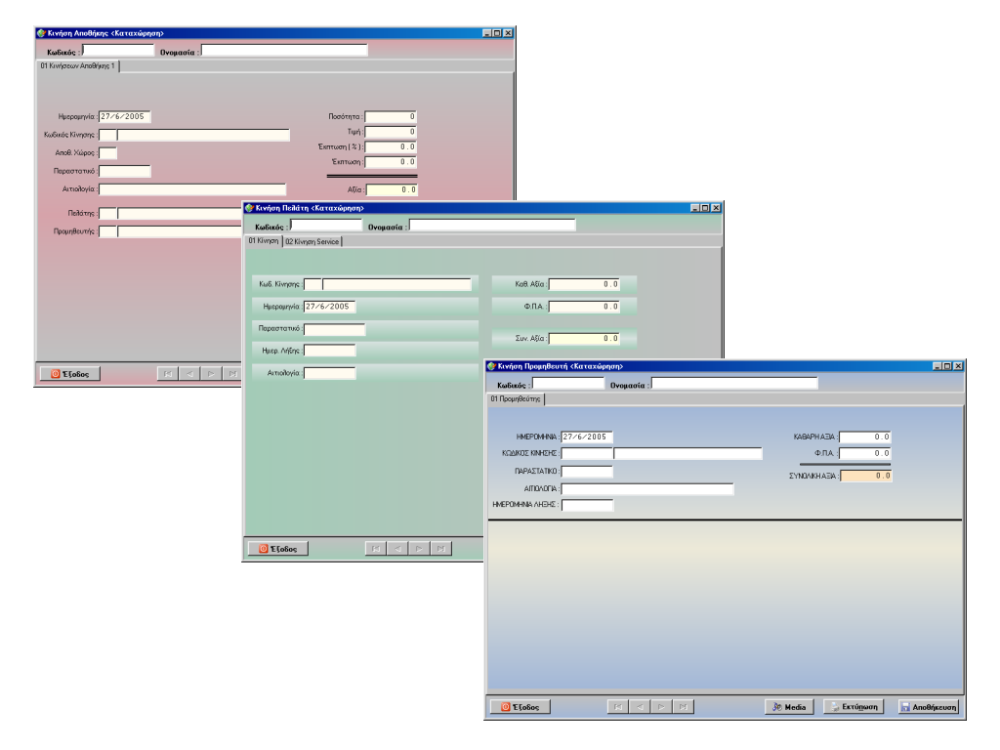 Κινήση Αποθήκης <Καταχώρηση>
Κωδικός : Ονομασία :
01 Κινήσεων Αποθήκης 1
Ημερομηνία : 27/6/2005 Ποσότητα : 0
Κωδικός Κίνησης : Τιμή : 0
Αποθ. Χώρος : Έκπτωση ( % ) : 0.0
Παραστατικό : Έκπτωση : 0.0
Αιτιολογία : Αξία : 0.0
Πελάτης :
Προμηθευτής :
Έξοδος
Κινήση Πελάτη <Καταχώρηση>
Κωδικός : Ονομασία :
01 Κίνηση 02 Κίνηση Service
Κωδ. Κίνησης : Καθ. Αξία : 0.0
Ημερομηνία : 27/6/2005 Φ.Π.Α. : 0.0
Παραστατικό :
Συν. Αξία : 0.0
Ημερ. Λήξης :
Αιτιολογία :
Έξοδος
Κινήση Προμηθευτή <Καταχώρηση>
Κωδικός : Ονομασία :
01 Προμηθεύτης
ΗΜΕΡΟΜΗΝΙΑ : 27/6/2005 ΚΑΘΑΡΗ ΑΞΙΑ : 0.0
ΚΩΔΙΚΟΣ ΚΙΝΗΣΗΣ : Φ.Π.Α. : 0.0
ΠΑΡΑΣΤΑΤΙΚΟ : ΣΥΝΟΛΙΚΗ ΑΞΙΑ : 0.0
ΑΙΤΙΟΛΟΓΙΑ :
ΗΜΕΡΟΜΗΝΙΑ ΛΗΞΗΣ :
Έξοδος Media Εκτύπωση Αποθήκευση